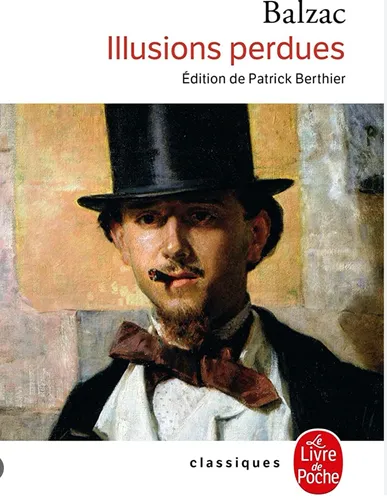 Balzac
Illusions perdues
Édition de Patrick Berthier
classiques
Le
Livre
de
Poche